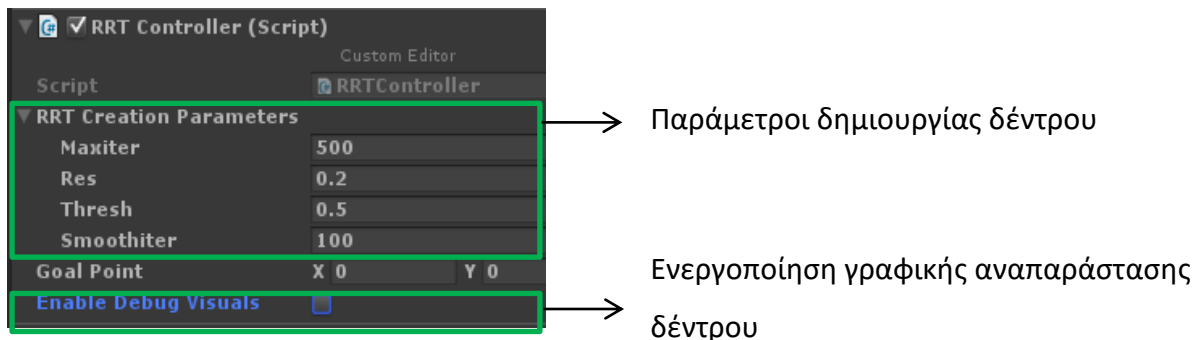 RRT Controller (Script)
Custom Editor
Script RRTController
RRT Creation Parameters
Maxiter 500
Res 0.2
Thresh 0.5
Smoothiter 100
Goal Point X 0 Y 0
Enable Debug Visuals
Παράμετροι δημιουργίας δέντρου
Ενεργοποίηση γραφικής αναπαράστασης
δέντρου